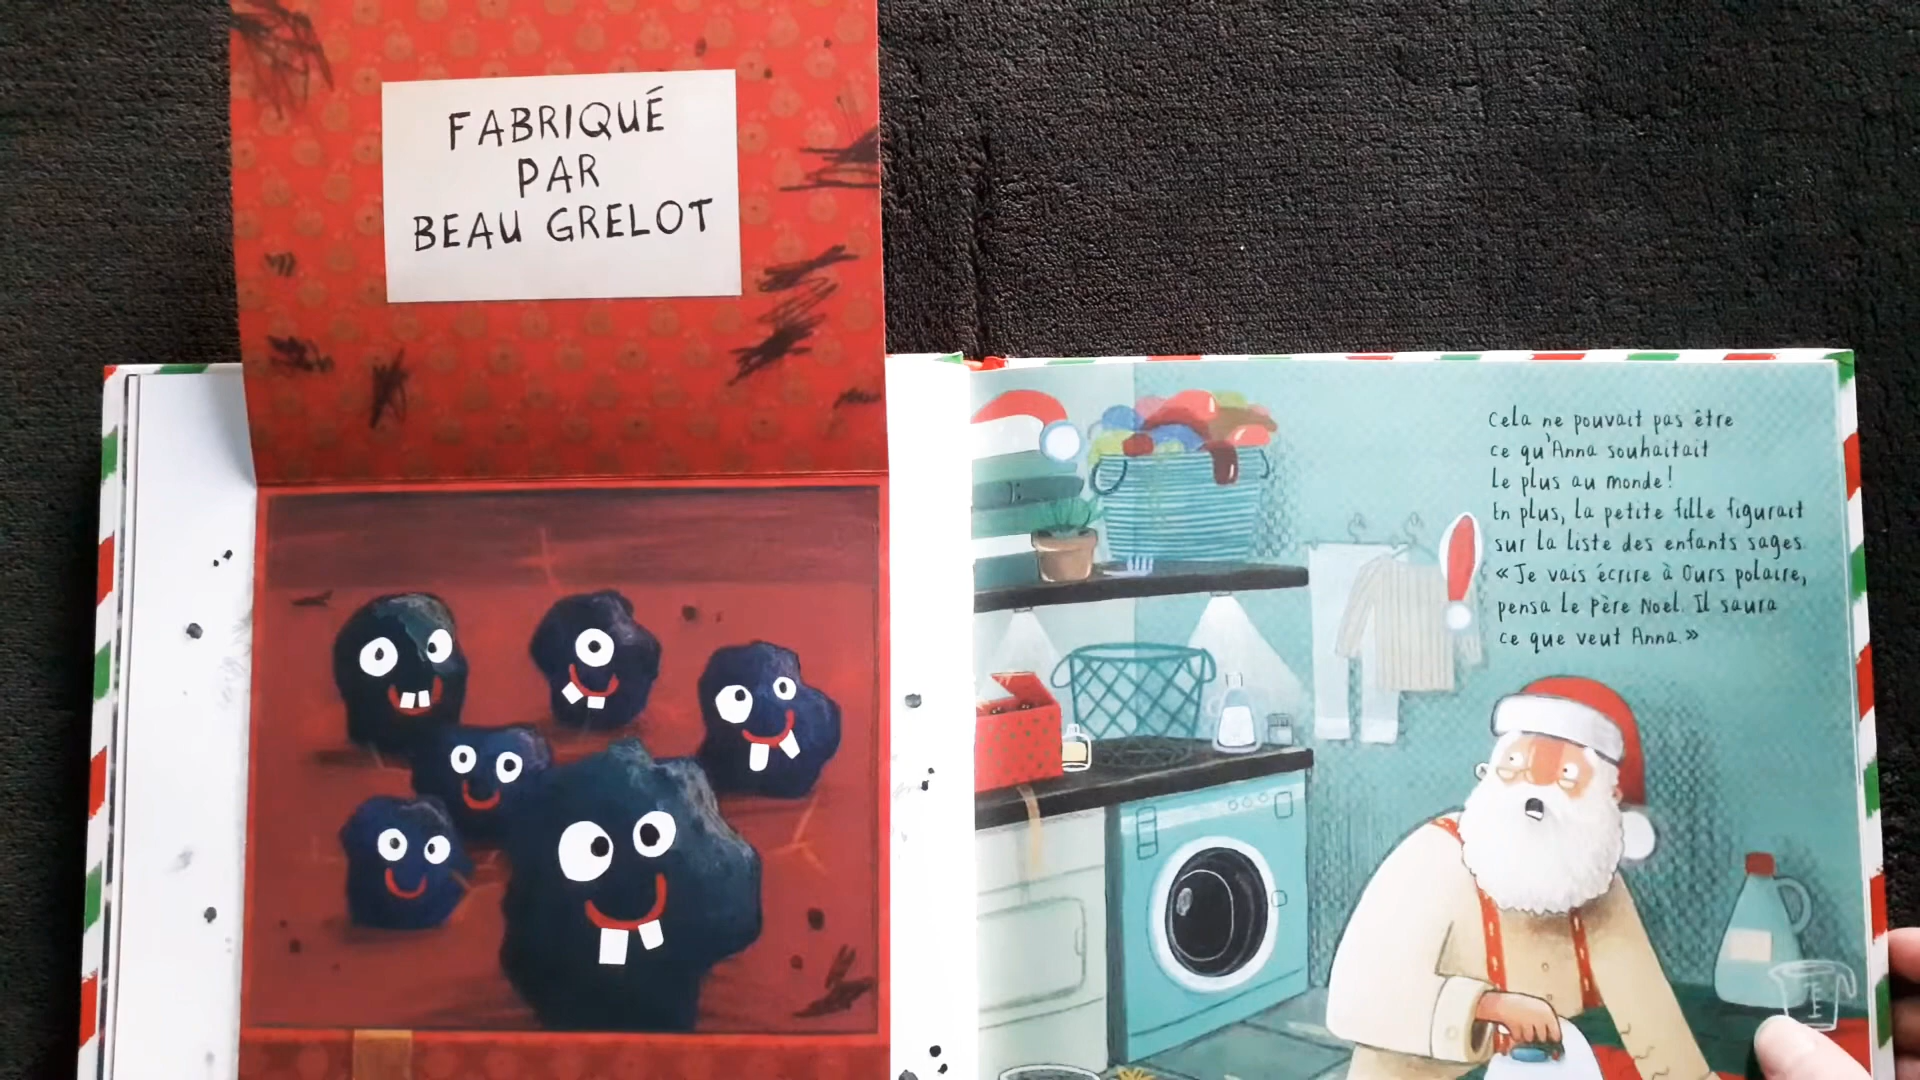 FABRIQUÉ
PAR
BEAU GRELOT
Cela ne pouvait pas être
ce qu'Anna souhaitait
le plus au monde!
En plus, la petite fille figurait
sur la liste des enfants sages.
« Je vais écrire à Ours polaire,
pensa le Père Noël. Il saura
ce que veut Anna. »